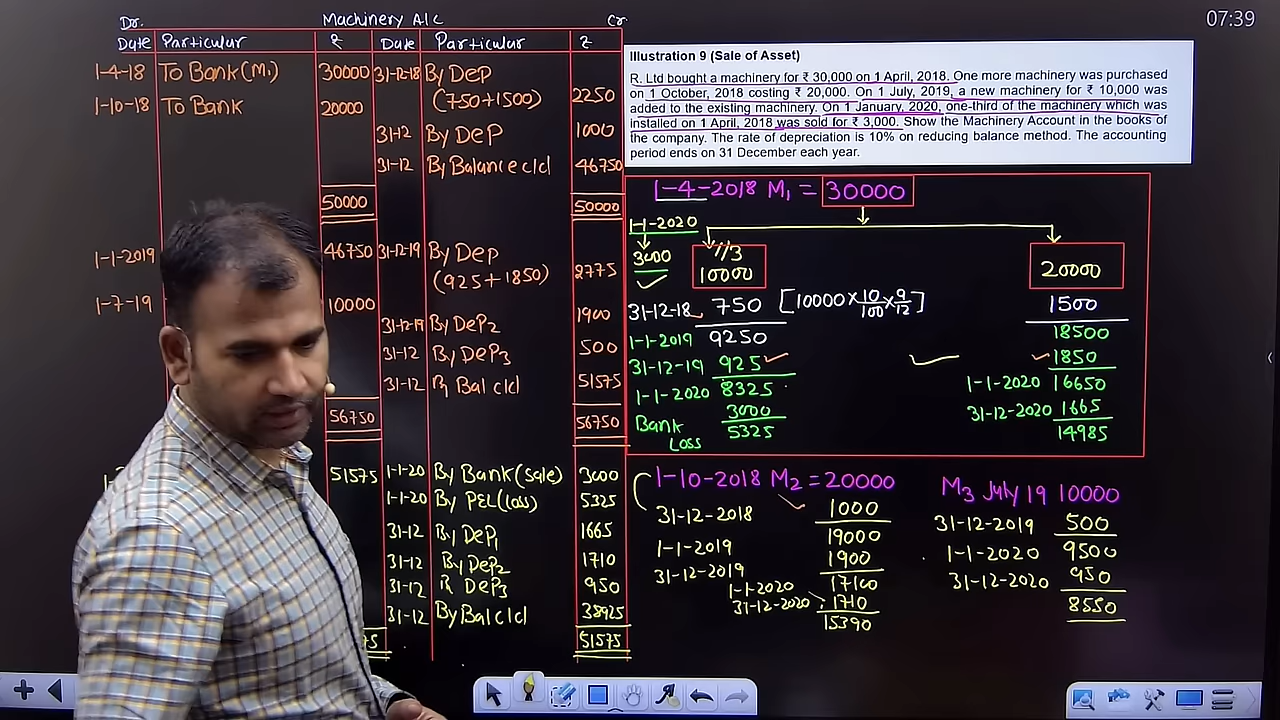 07:39
Dr. Machinery A/c Cr
Date Particular ₹ Date Particular ₹
1-4-18 To Bank (M1) 30000 31-12-18 By Dep
(750+1500) 2250
1-10-18 To Bank 20000
31-12 By Dep 1000
31-12 By Balance c/d 46750
50000 50000
1-1-2019 46750 31-12-19 By Dep
(925+1850) 2775
1-7-19 10000
31-12-19 By Dep2 1900
31-12 By Dep3 500
31-12 By Bal c/d 51575
56750 56750
51575 1-1-20 By Bank (sale) 3000
1-1-20 By P&L (loss) 5325
31-12 By Dep1 1665
31-12 By Dep2 1710
31-12 By Dep3 950
31-12 By Bal c/d 38925
75 51575
Illustration 9 (Sale of Asset)
R. Ltd bought a machinery for ₹ 30,000 on 1 April, 2018. One more machinery was purchased
on 1 October, 2018 costing ₹ 20,000. On 1 July, 2019, a new machinery for ₹ 10,000 was
added to the existing machinery. On 1 January, 2020, one-third of the machinery which was
installed on 1 April, 2018 was sold for ₹ 3,000. Show the Machinery Account in the books of
the company. The rate of depreciation is 10% on reducing balance method. The accounting
period ends on 31 December each year.
1-4-2018 M1 = 30000
1-1-2020
3000 1/3
10000 20000
31-12-18 750 [10000 × 10/100 × 9/12] 1500
1-1-2019 9250 18500
31-12-19 925 1850
1-1-2020 8325 1-1-2020 16650
Bank 3000 31-12-2020 1665
Loss 5325 14985
1-10-2018 M2 = 20000
31-12-2018 1000
1-1-2019 19000
31-12-2019 1900
1-1-2020 17100
31-12-2020 1710
15390
M3 July 19 10000
31-12-2019 500
1-1-2020 9500
31-12-2020 950
8550